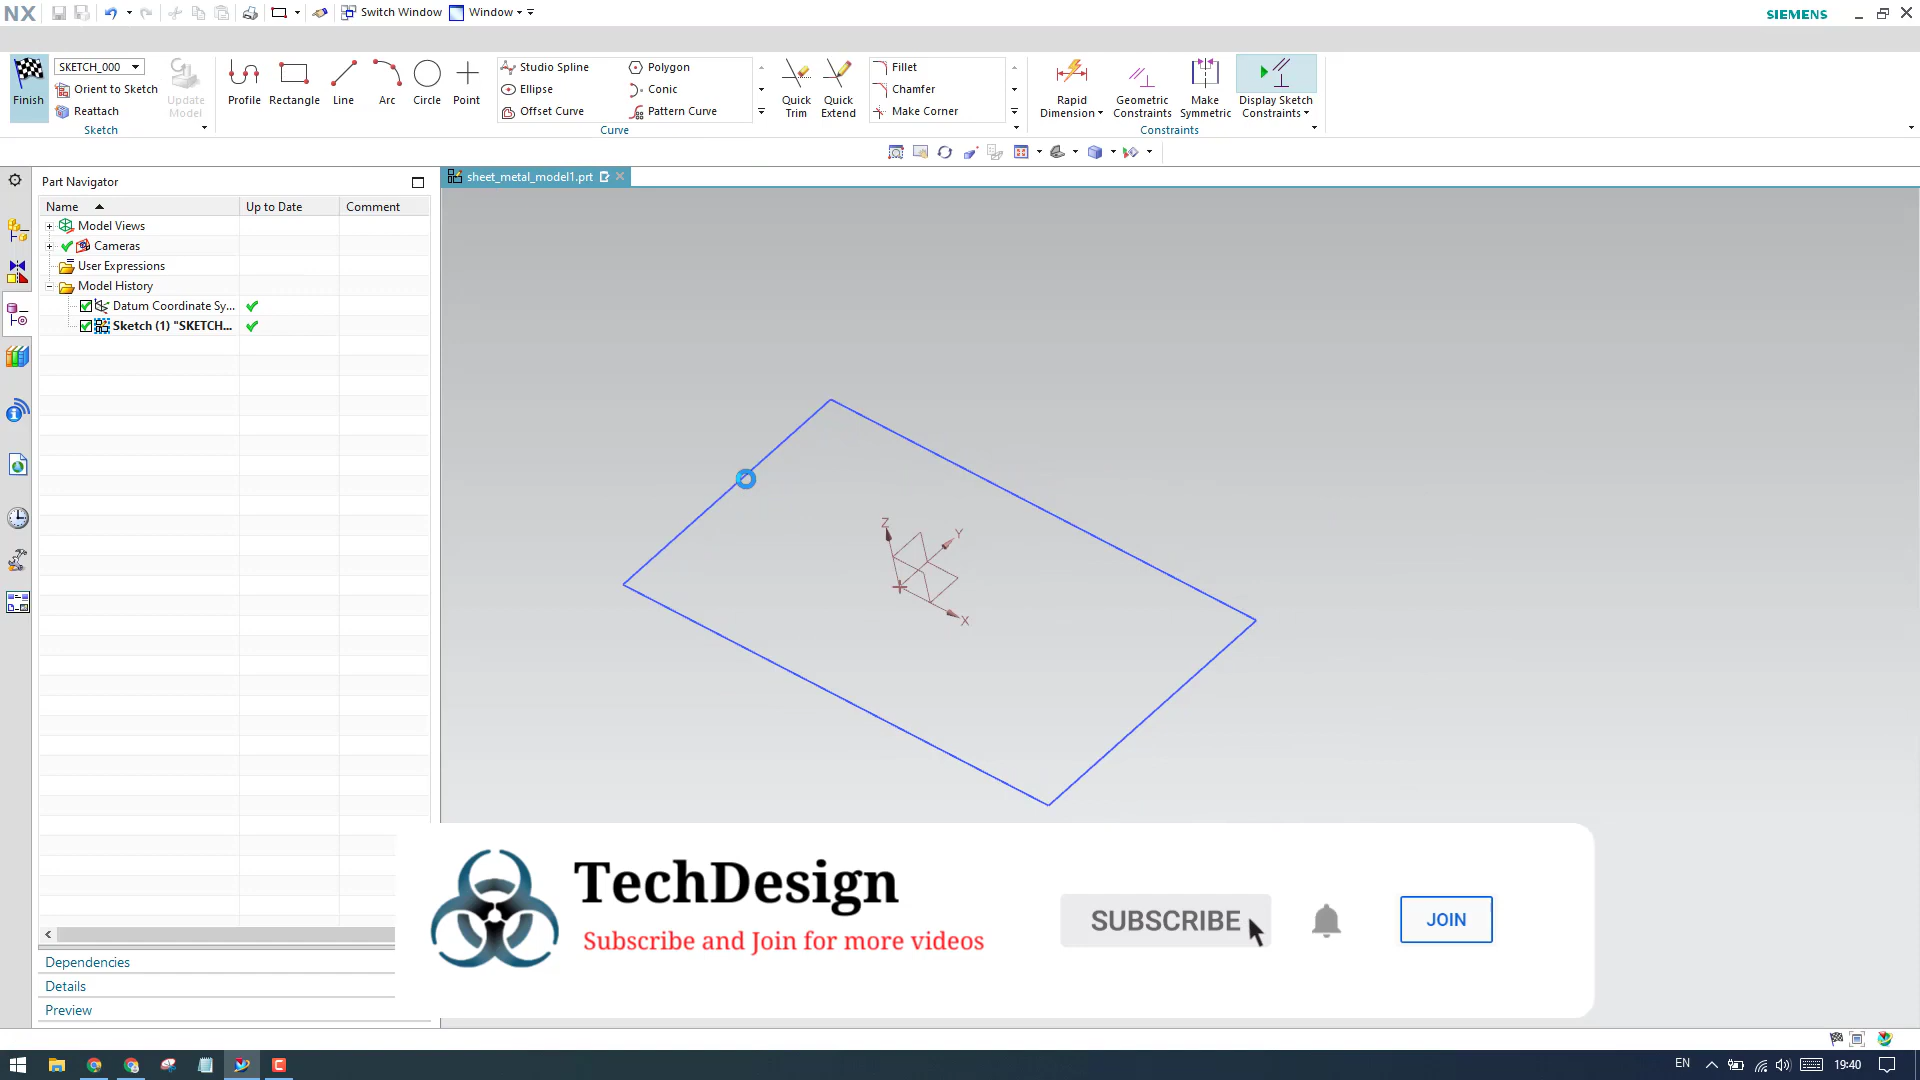 NX
Switch Window
Window
SIEMENS
Finish
SKETCH_000
Orient to Sketch
Reattach
Update
Model
Sketch
Profile
Rectangle
Line
Arc
Circle
Point
Studio Spline
Ellipse
Offset Curve
Polygon
Conic
Pattern Curve
Curve
Quick
Trim
Quick
Extend
Fillet
Chamfer
Make Corner
Rapid
Dimension
Geometric
Constraints
Make
Symmetric
Display Sketch
Constraints
Constraints
Part Navigator
sheet_metal_model1.prt
Name
Up to Date
Comment
Model Views
Cameras
User Expressions
Model History
Datum Coordinate Sy...
Sketch (1) "SKETCH...
Z
Y
X
TechDesign
Subscribe and Join for more videos
SUBSCRIBE
JOIN
Dependencies
Details
Preview
EN
19:40